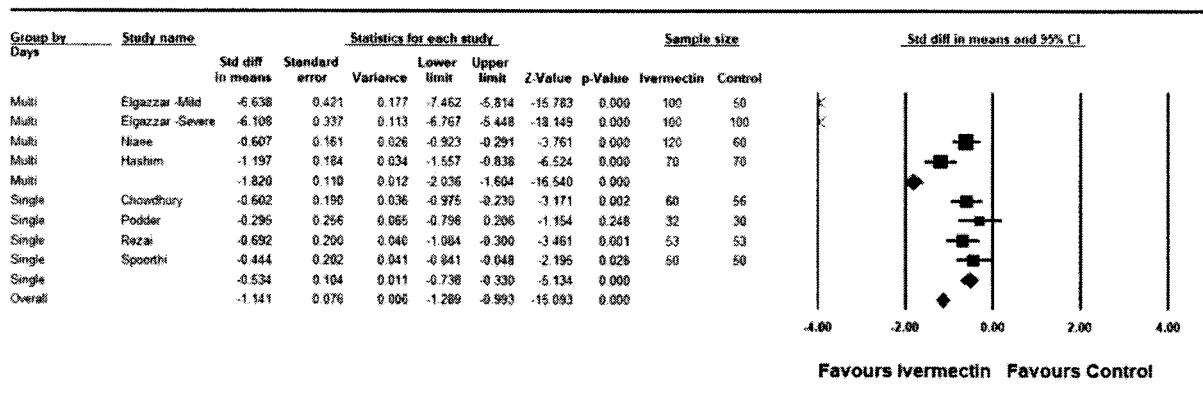 Group by Study name Statistics for each study Sample size Std diff in means and 95% CI
Days
Std diff Standard Lower Upper
in means error Variance limit limit Z-Value p-Value Ivermectin Control
Multi Elgazzar -Mild -6.638 0.421 0.177 -7.462 -5.814 -15.783 0.000 100 50
Multi Elgazzar -Severe -6.108 0.337 0.113 -6.767 -5.448 -18.149 0.000 100 100
Multi Niaee -0.607 0.161 0.026 -0.923 -0.291 -3.761 0.000 120 60
Multi Hashim -1.197 0.184 0.034 -1.557 -0.838 -6.524 0.000 70 70
Multi -1.820 0.110 0.012 -2.036 -1.604 -16.540 0.000
Single Chowdhury -0.602 0.190 0.036 -0.975 -0.230 -3.171 0.002 60 56
Single Podder -0.295 0.256 0.065 -0.796 0.206 -1.154 0.248 32 30
Single Rezai -0.692 0.200 0.040 -1.084 -0.300 -3.461 0.001 53 53
Single Spoorthi -0.444 0.202 0.041 -0.841 -0.048 -2.195 0.028 50 50
Single -0.534 0.104 0.011 -0.738 -0.330 -5.134 0.000
Overall -1.141 0.076 0.006 -1.289 -0.993 -15.093 0.000
-4.00 -2.00 0.00 2.00 4.00
Favours Ivermectin Favours Control